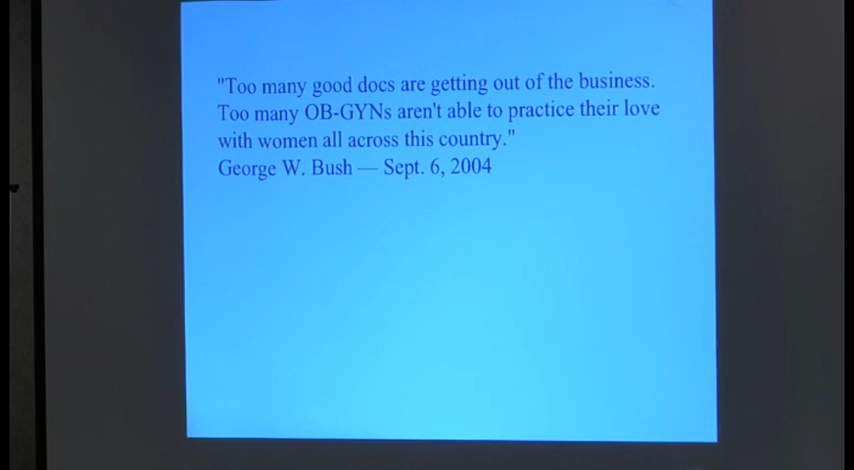 "Too many good docs are getting out of the business.
Too many OB-GYNs aren't able to practice their love
with women all across this country."
George W. Bush — Sept. 6, 2004